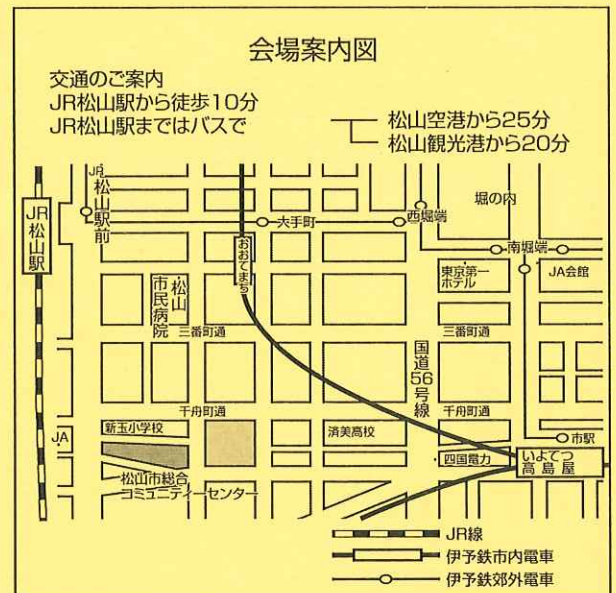 会場案内図
交通のご案内
JR松山駅から徒歩10分
JR松山駅まではバスで
松山空港から25分
松山観光港から20分
JR松山駅
JR松山駅前
大手町
西堀端
堀の内
南堀端
おおてまち
松山市民病院
東京第一
ホテル
JA会館
三番町通
三番町通
国道56号線
千舟町通
千舟町通
JA
新玉小学校
済美高校
市駅
四国電力
いよてつ
髙島屋
松山市総合
コミュニティーセンター
JR線
伊予鉄市内電車
伊予鉄郊外電車